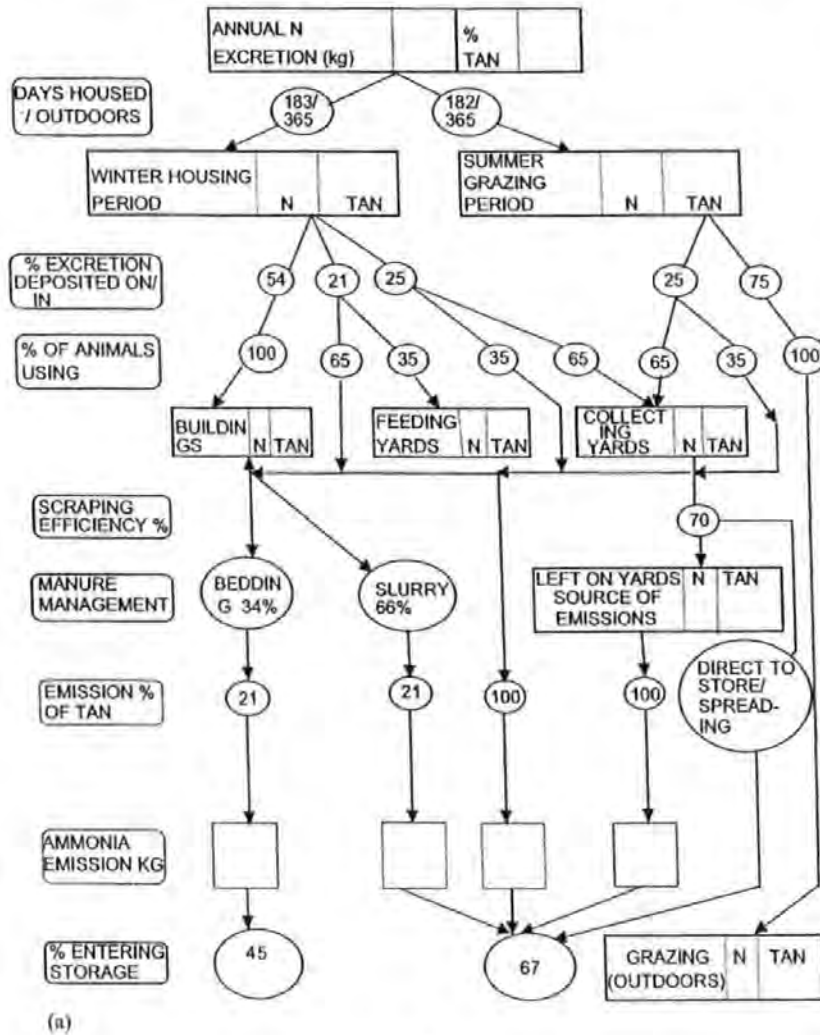 ANNUAL N
EXCRETION (kg)
%
TAN
DAYS HOUSED
/ OUTDOORS
183/
365
182/
365
WINTER HOUSING
PERIOD N TAN
SUMMER
GRAZING
PERIOD N TAN
% EXCRETION
DEPOSITED ON/
IN
54
21
25
25
75
% OF ANIMALS
USING
100
65
35
35
65
65
35
100
BUILDIN
GS N TAN
FEEDING
YARDS N TAN
COLLECT
ING
YARDS N TAN
SCRAPING
EFFICIENCY %
70
MANURE
MANAGEMENT
BEDDIN
G 34%
SLURRY
66%
LEFT ON YARDS N TAN
SOURCE OF
EMISSIONS
DIRECT TO
STORE/
SPREAD-
ING
EMISSION %
OF TAN
21
21
100
100
AMMONIA
EMISSION KG
% ENTERING
STORAGE
45
67
GRAZING N TAN
(OUTDOORS)
(a)